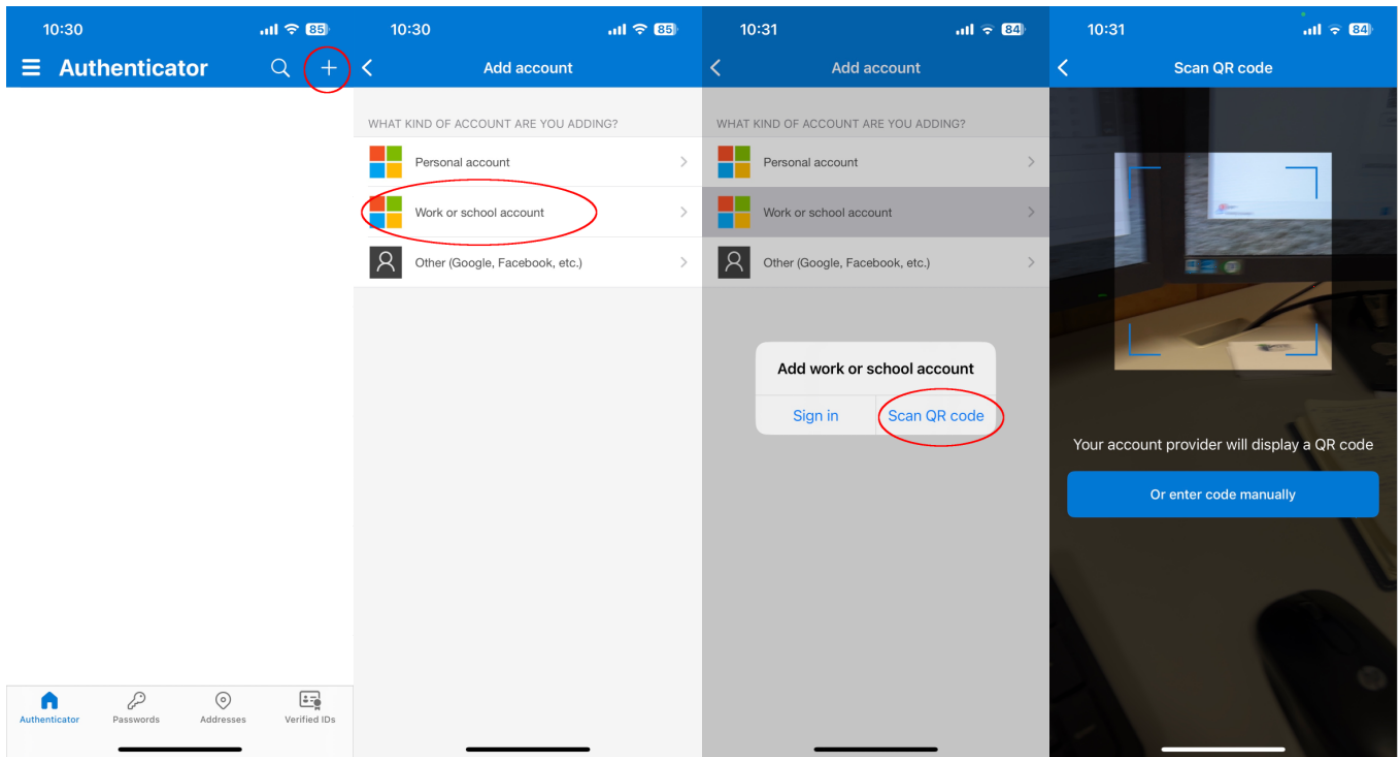 10:30
85
Authenticator
Authenticator
Passwords
Addresses
Verified IDs
10:30
85
Add account
WHAT KIND OF ACCOUNT ARE YOU ADDING?
Personal account
Work or school account
Other (Google, Facebook, etc.)
10:31
84
Add account
WHAT KIND OF ACCOUNT ARE YOU ADDING?
Personal account
Work or school account
Other (Google, Facebook, etc.)
Add work or school account
Sign in
Scan QR code
10:31
84
Scan QR code
Your account provider will display a QR code
Or enter code manually